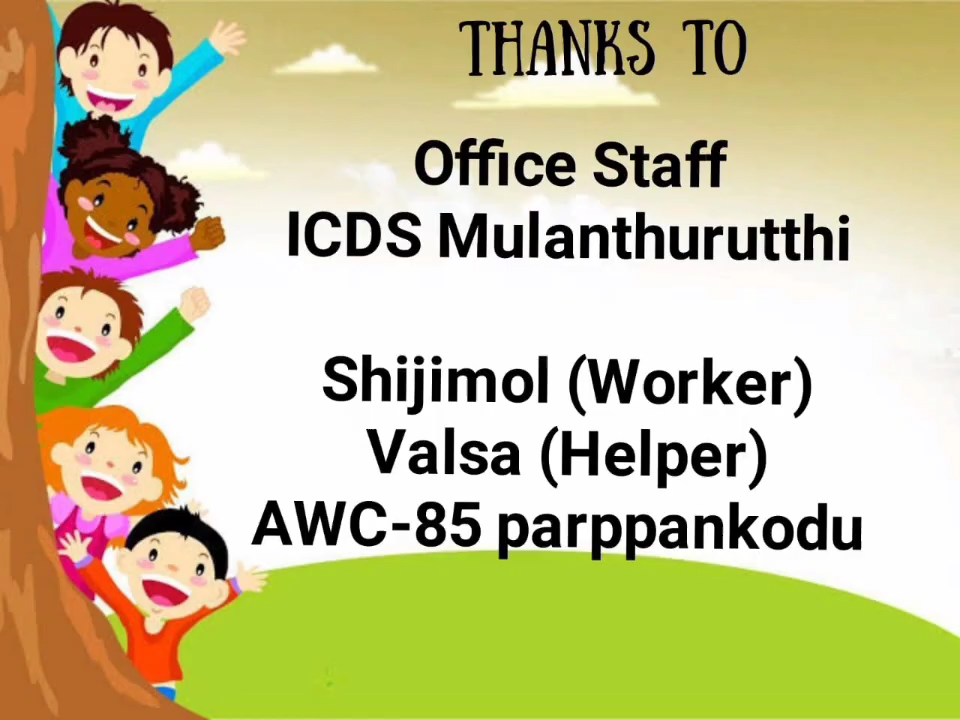 THANKS TO
Office Staff
ICDS Mulanthurutthi
Shijimol (Worker)
Valsa (Helper)
AWC-85 parppankodu